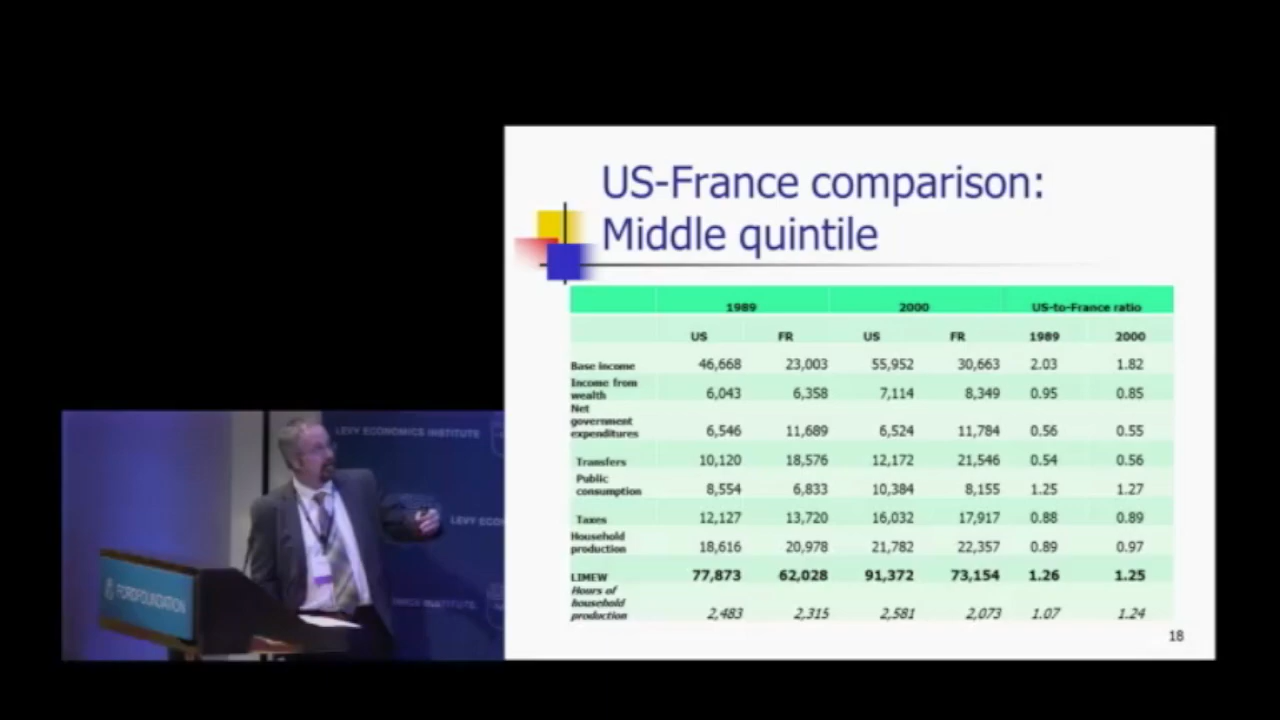 US-France comparison:
Middle quintile
1989 2000 US-to-France ratio
US FR US FR 1989 2000
Base income 46,668 23,003 55,952 30,663 2.03 1.82
Income from
wealth 6,043 6,358 7,114 8,349 0.95 0.85
Net
government
expenditures 6,546 11,689 6,524 11,784 0.56 0.55
Transfers 10,120 18,576 12,172 21,546 0.54 0.56
Public
consumption 8,554 6,833 10,384 8,155 1.25 1.27
Taxes 12,127 13,720 16,032 17,917 0.88 0.89
Household
production 18,616 20,978 21,782 22,357 0.89 0.97
LIMEW 77,873 62,028 91,372 73,154 1.26 1.25
Hours of
household
production 2,483 2,315 2,581 2,073 1.07 1.24
18
LEVY ECONOMICS INSTITUTE
LEVY ECO
MICS INSTITUTE
FORDFOUNDATION